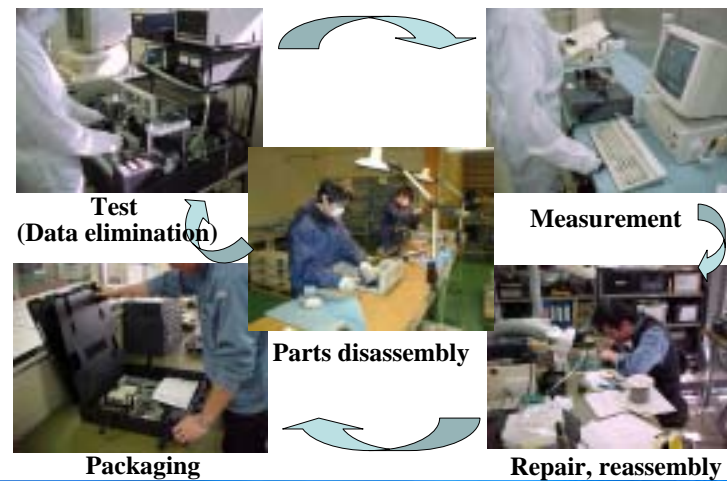 Test
(Data elimination)
Measurement
Parts disassembly
Packaging
Repair, reassembly